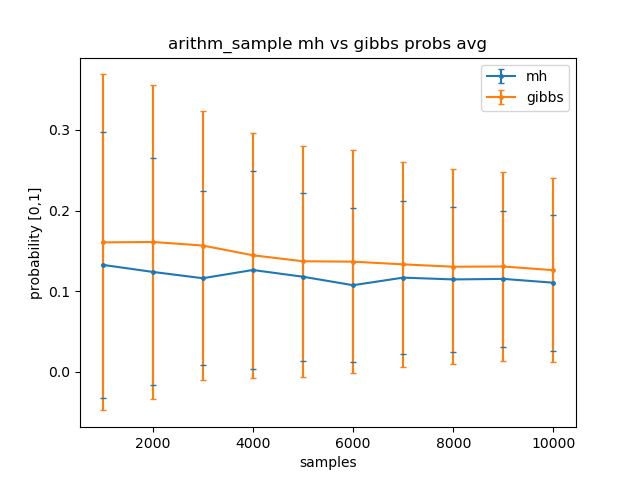 arithm_sample mh vs gibbs probs avg
mh
gibbs
probability [0,1]
0.3
0.2
0.1
0.0
2000 4000 6000 8000 10000
samples